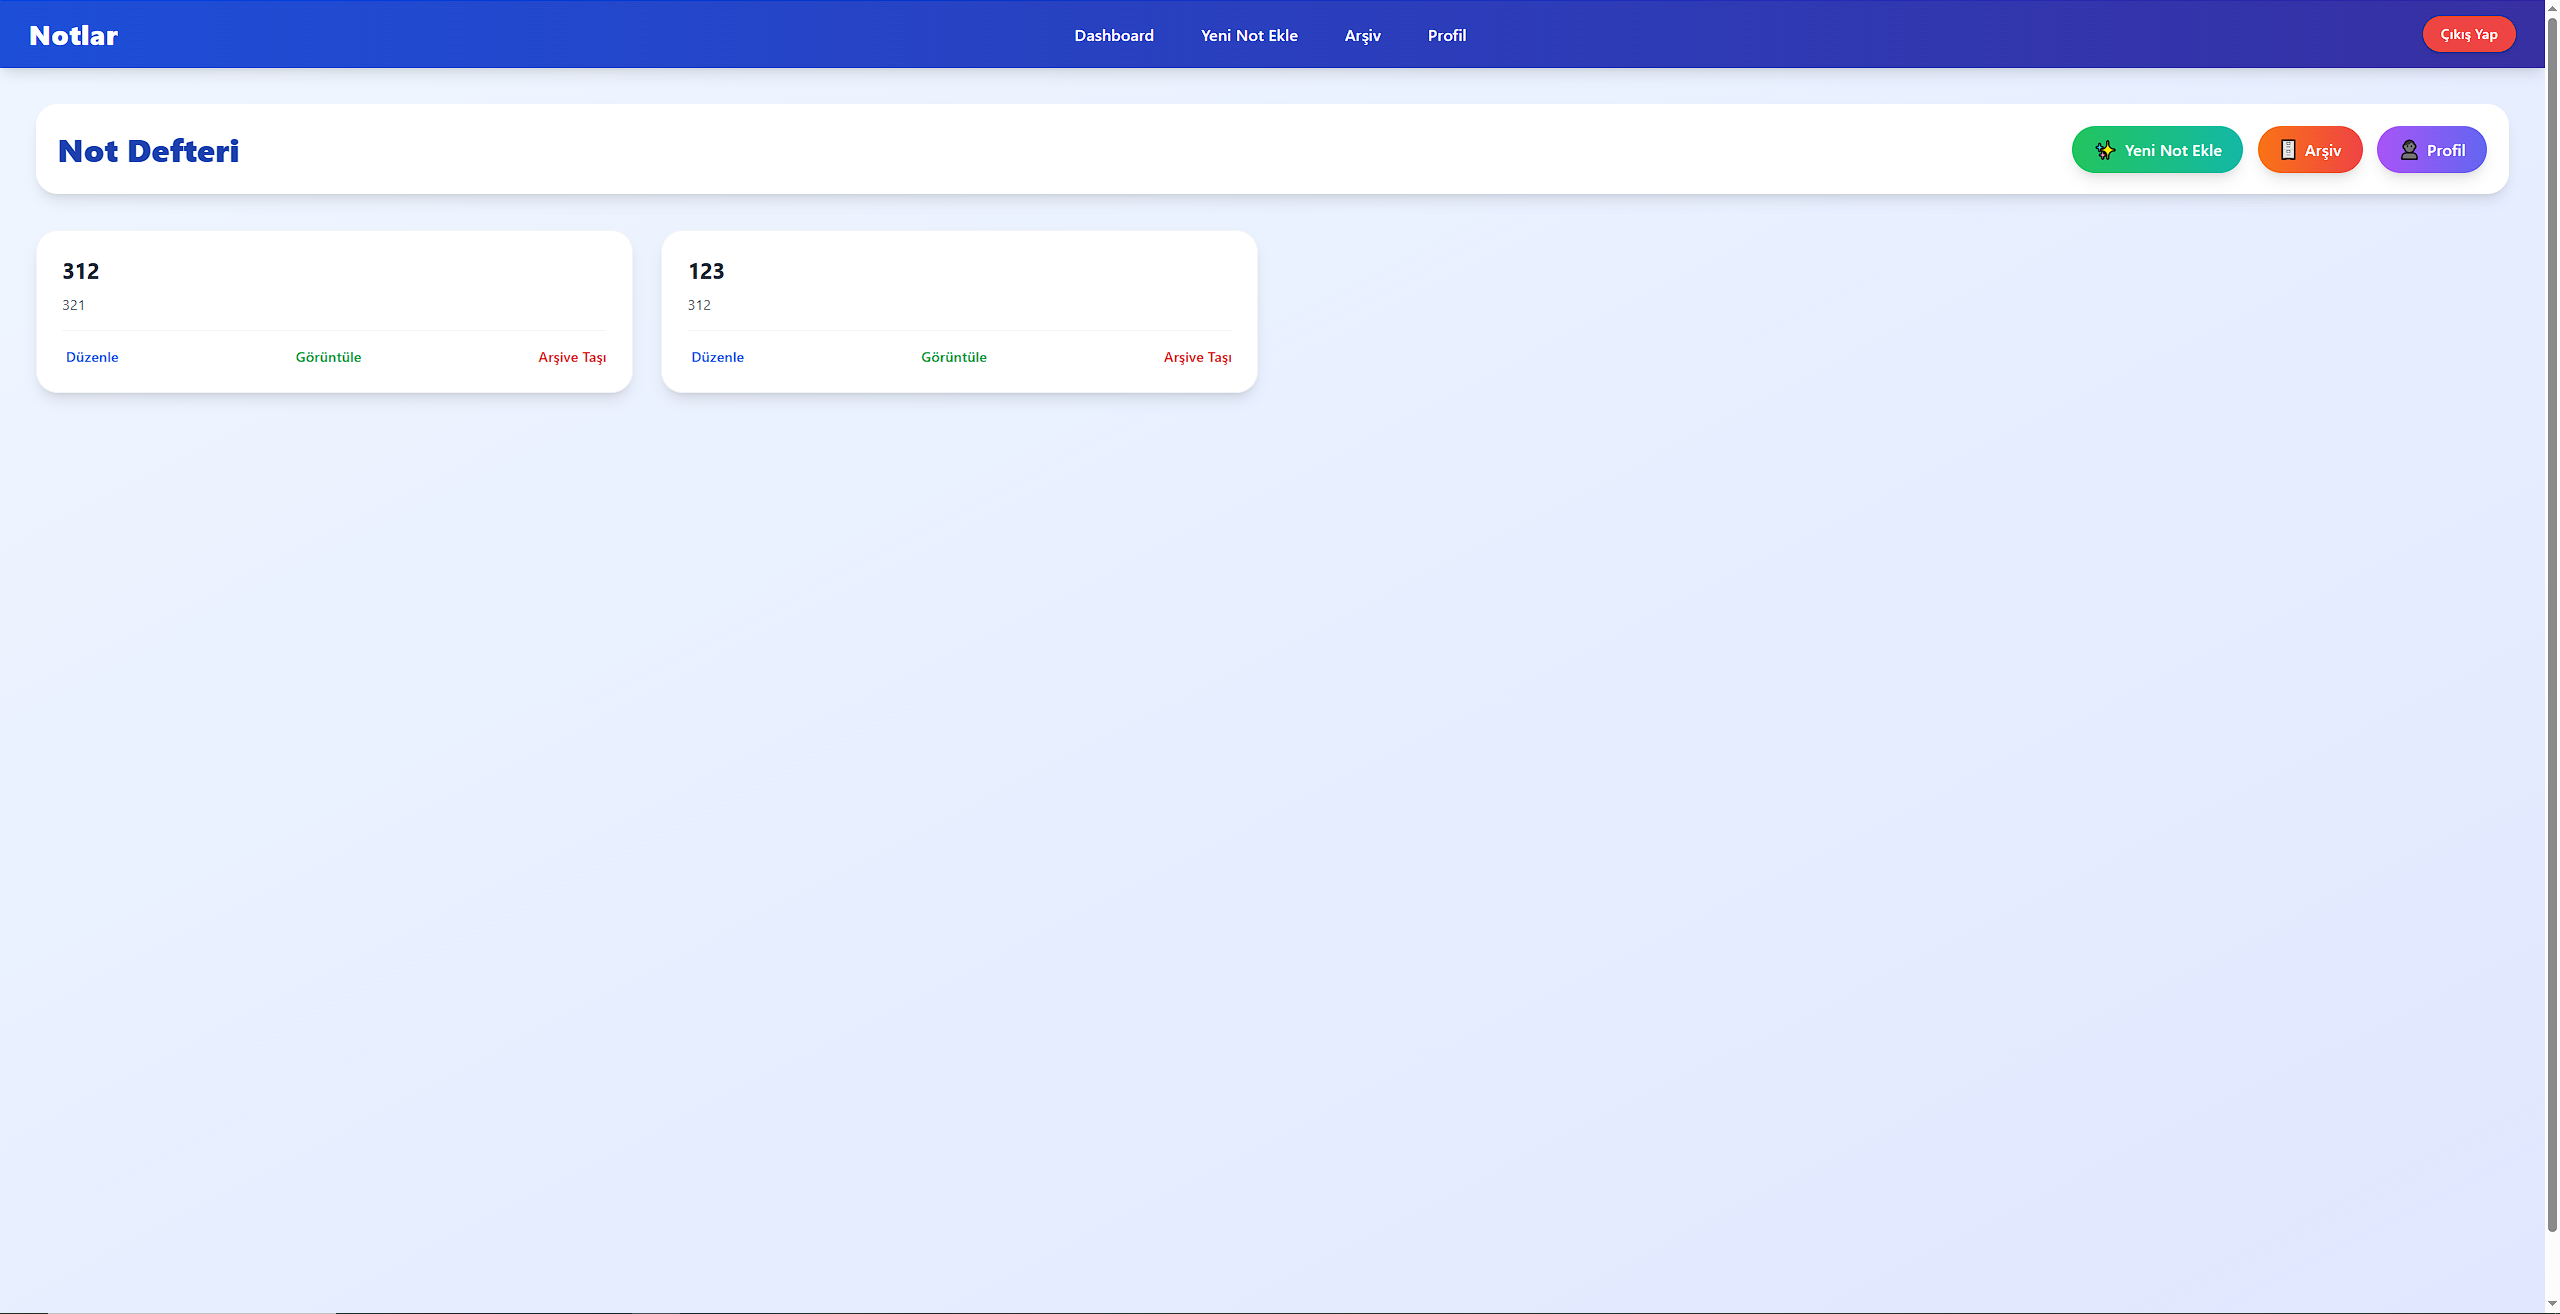 Notlar Dashboard Yeni Not Ekle Arşiv Profil Çıkış Yap
Not Defteri Yeni Not Ekle Arşiv Profil
312
321
Düzenle Görüntüle Arşive Taşı
123
312
Düzenle Görüntüle Arşive Taşı